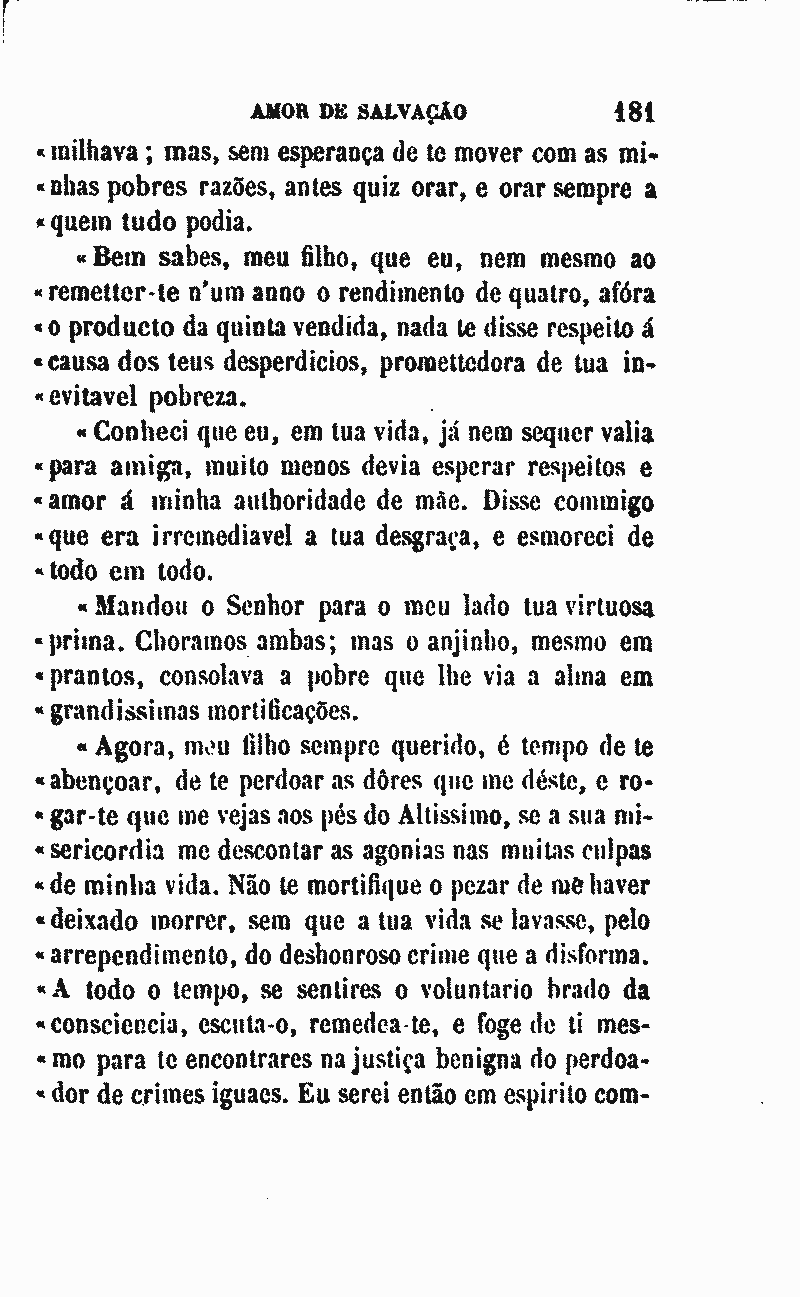 AMOR DE SALVAÇÃO 181
«milhava; mas, sem esperança de te mover com as mi-
«nhas pobres razões, antes quiz orar, e orar sempre a
«quem tudo podia.
«Bem sabes, meu filho, que eu, nem mesmo ao
«remetter-te n'um anno o rendimento de quatro, afóra
«o producto da quinta vendida, nada te disse respeito á
«causa dos teus desperdicios, promettedora de tua in-
«evitavel pobreza.
«Conheci que eu, em tua vida, já nem sequer valia
«para amiga, muito menos devia esperar respeitos e
«amor á minha authoridade de mãe. Disse commigo
«que era irremediavel a tua desgraça, e esmoreci de
«todo em todo.
«Mandou o Senhor para o meu lado tua virtuosa
«prima. Choramos ambas; mas o anjinho, mesmo em
«prantos, consolava a pobre que lhe via a alma em
«grandissimas mortificações.
«Agora, meu filho sempre querido, é tempo de te
«abençoar, de te perdoar as dôres que me déste, e ro-
«gar-te que me vejas aos pés do Altissimo, se a sua mi-
«sericordia me descontar as agonias nas muitas culpas
«de minha vida. Não te mortifique o pezar de me haver
«deixado morrer, sem que a tua vida se lavasse, pelo
«arrependimento, do deshonroso crime que a disforma.
«A todo o tempo, se sentires o voluntario brado da
«consciencia, escuta-o, remedea-te, e foge de ti mes-
«mo para te encontrares na justiça benigna do perdoa-
«dor de crimes iguaes. Eu serei então em espirito com-